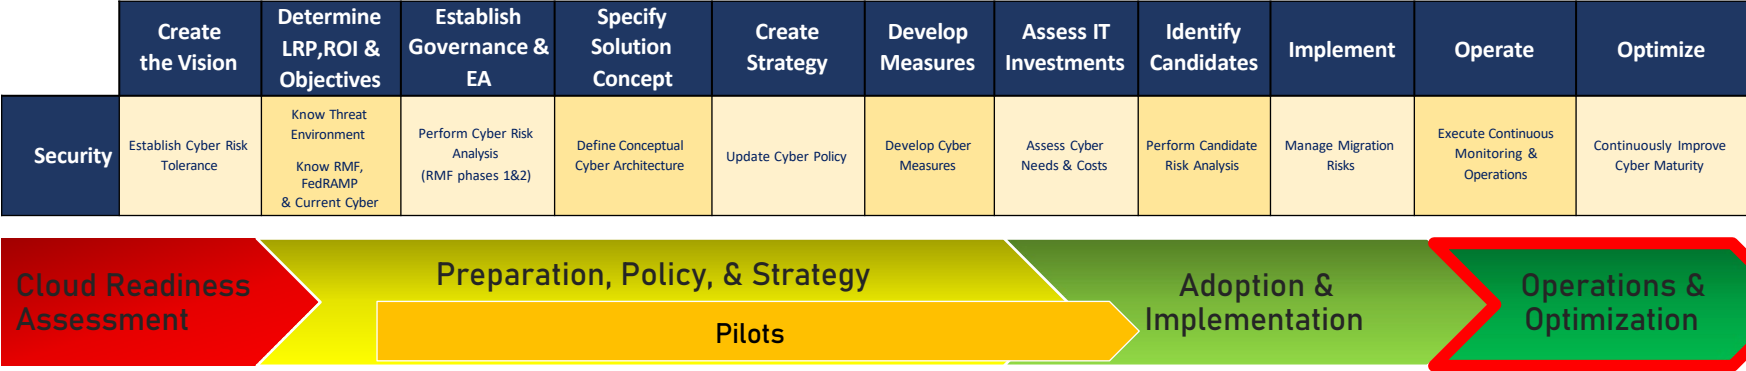 Create
the Vision
Determine
LRP,ROI &
Objectives
Establish
Governance &
EA
Specify
Solution
Concept
Create
Strategy
Develop
Measures
Assess IT
Investments
Identify
Candidates
Implement
Operate
Optimize
Security
Establish Cyber Risk
Tolerance
Know Threat
Environment
Know RMF,
FedRAMP
& Current Cyber
Perform Cyber Risk
Analysis
(RMF phases 1&2)
Define Conceptual
Cyber Architecture
Update Cyber Policy
Develop Cyber
Measures
Assess Cyber
Needs & Costs
Perform Candidate
Risk Analysis
Manage Migration
Risks
Execute Continuous
Monitoring &
Operations
Continuously Improve
Cyber Maturity
Cloud Readiness
Assessment
Preparation, Policy, & Strategy
Pilots
Adoption &
Implementation
Operations &
Optimization